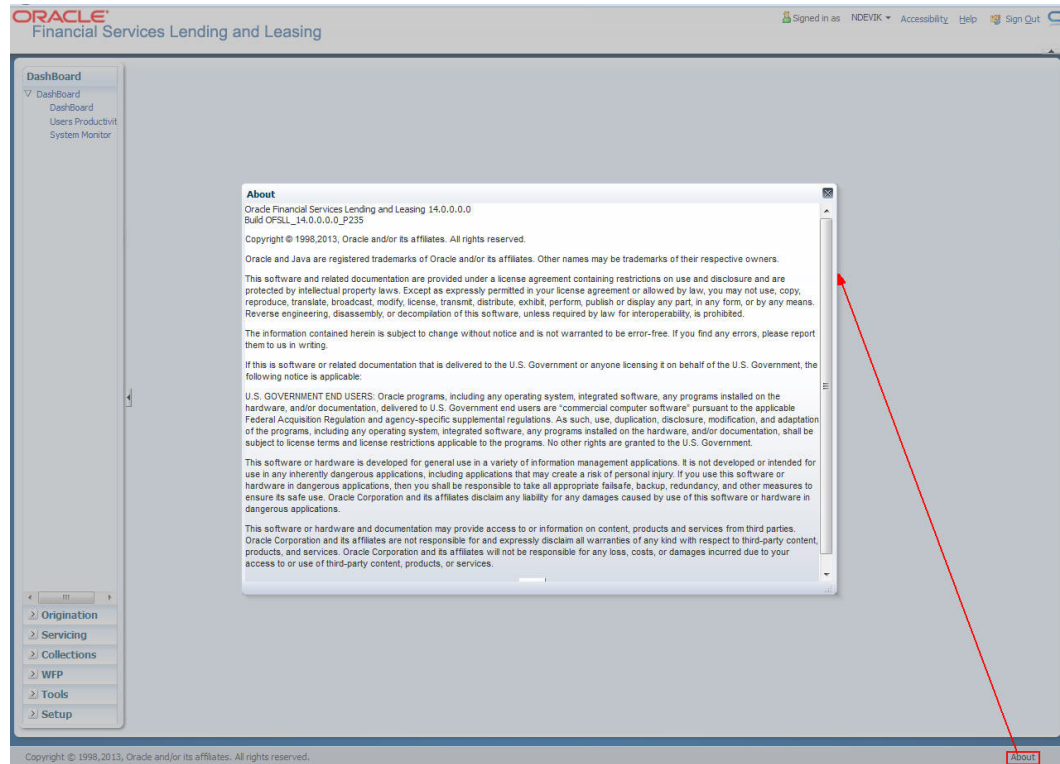 ORACLE
Financial Services Lending and Leasing
Signed in as NDEVIK Accessibility Help Sign Out
DashBoard
DashBoard
DashBoard
Users Productivit
System Monitor
About
Oracle Financial Services Lending and Leasing 14.0.0.0.0
Build OFSLL_14.0.0.0.0_P235
Copyright © 1998,2013, Oracle and/or its affiliates. All rights reserved.
Oracle and Java are registered trademarks of Oracle and/or its affiliates. Other names may be trademarks of their respective owners.
This software and related documentation are provided under a license agreement containing restrictions on use and disclosure and are
protected by intellectual property laws. Except as expressly permitted in your license agreement or allowed by law, you may not use, copy,
reproduce, translate, broadcast, modify, license, transmit, distribute, exhibit, perform, publish or display any part, in any form, or by any means.
Reverse engineering, disassembly, or decompilation of this software, unless required by law for interoperability, is prohibited.
The information contained herein is subject to change without notice and is not warranted to be error-free. If you find any errors, please report
them to us in writing.
If this is software or related documentation that is delivered to the U.S. Government or anyone licensing it on behalf of the U.S. Government, the
following notice is applicable:
U.S. GOVERNMENT END USERS: Oracle programs, including any operating system, integrated software, any programs installed on the
hardware, and/or documentation, delivered to U.S. Government end users are "commercial computer software" pursuant to the applicable
Federal Acquisition Regulation and agency-specific supplemental regulations. As such, use, duplication, disclosure, modification, and adaptation
of the programs, including any operating system, integrated software, any programs installed on the hardware, and/or documentation, shall be
subject to license terms and license restrictions applicable to the programs. No other rights are granted to the U.S. Government.
This software or hardware is developed for general use in a variety of information management applications. It is not developed or intended for
use in any inherently dangerous applications, including applications that may create a risk of personal injury. If you use this software or
hardware in dangerous applications, then you shall be responsible to take all appropriate failsafe, backup, redundancy, and other measures to
ensure its safe use. Oracle Corporation and its affiliates disclaim any liability for any damages caused by use of this software or hardware in
dangerous applications.
This software or hardware and documentation may provide access to or information on content, products and services from third parties.
Oracle Corporation and its affiliates are not responsible for and expressly disclaim all warranties of any kind with respect to third-party content,
products, and services. Oracle Corporation and its affiliates will not be responsible for any loss, costs, or damages incurred due to your
access to or use of third-party content, products, or services.
Origination
Servicing
Collections
WFP
Tools
Setup
Copyright © 1998,2013, Oracle and/or its affiliates. All rights reserved.
About